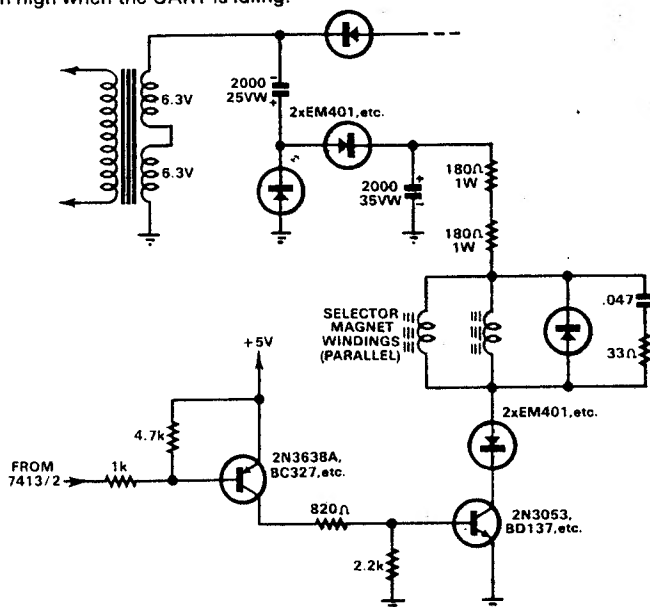 n high when the UART is idling.
2000
25VW
2xEM401,etc.
6.3V
6.3V
2000
35VW
180Ω
1W
180Ω
1W
SELECTOR
MAGNET
WINDINGS
(PARALLEL)
.047
33Ω
+5V
2xEM401,etc.
4.7k
2N3638A,
BC327,etc.
FROM
7413/2
1k
820Ω
2N3053,
BD137,etc.
2.2k